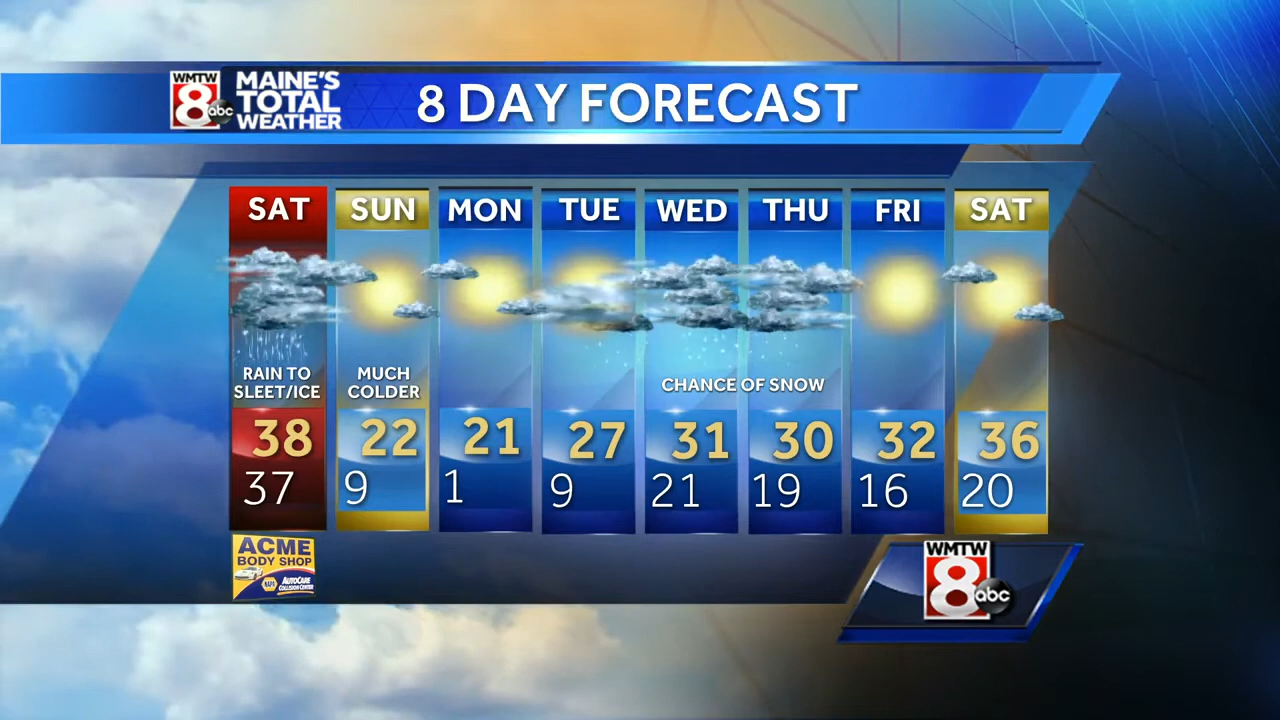 WMTW
8
abc
MAINE'S
TOTAL
WEATHER
8 DAY FORECAST
SAT SUN MON TUE WED THU FRI SAT
RAIN TO
SLEET/ICE
MUCH
COLDER
CHANCE OF SNOW
38 22 21 27 31 30 32 36
37 9 1 9 21 19 16 20
ACME
BODY SHOP
NAPA AUTOCARE
COLLISION CENTER
WMTW
8
abc